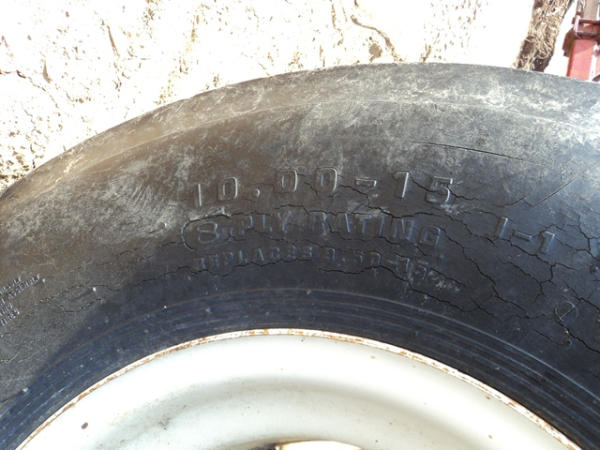 10.00-15
8 PLY RATING I-1
REPLACES 9.50-15